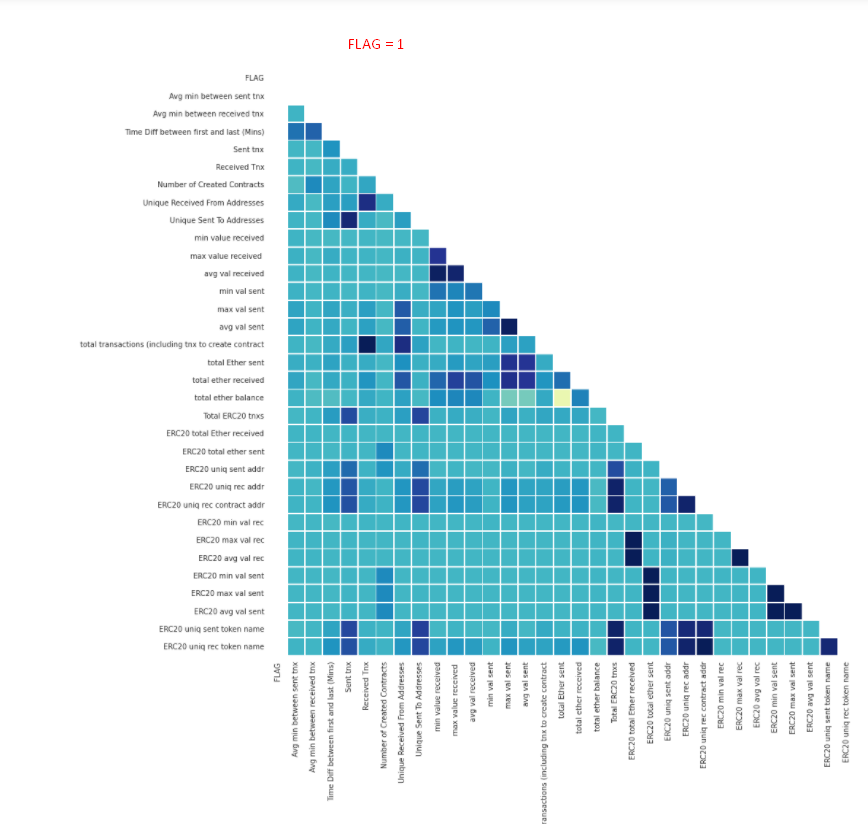 FLAG = 1
FLAG
Avg min between sent tnx
Avg min between received tnx
Time Diff between first and last (Mins)
Sent tnx
Received Tnx
Number of Created Contracts
Unique Received From Addresses
Unique Sent To Addresses
min value received
max value received
avg val received
min val sent
max val sent
avg val sent
total transactions (including tnx to create contract
total Ether sent
total ether received
total ether balance
Total ERC20 tnxs
ERC20 total Ether received
ERC20 total ether sent
ERC20 uniq sent addr
ERC20 uniq rec addr
ERC20 uniq rec contract addr
ERC20 min val rec
ERC20 max val rec
ERC20 avg val rec
ERC20 min val sent
ERC20 max val sent
ERC20 avg val sent
ERC20 uniq sent token name
ERC20 uniq rec token name
FLAG
Avg min between sent tnx
Avg min between received tnx
Time Diff between first and last (Mins)
Sent tnx
Received Tnx
Number of Created Contracts
Unique Received From Addresses
Unique Sent To Addresses
min value received
max value received
avg val received
min val sent
max val sent
avg val sent
ransactions (including tnx to create contract
total Ether sent
total ether received
total ether balance
Total ERC20 tnxs
ERC20 total Ether received
ERC20 total ether sent
ERC20 uniq sent addr
ERC20 uniq rec addr
ERC20 uniq rec contract addr
ERC20 min val rec
ERC20 max val rec
ERC20 avg val rec
ERC20 min val sent
ERC20 max val sent
ERC20 avg val sent
ERC20 uniq sent token name
ERC20 uniq rec token name